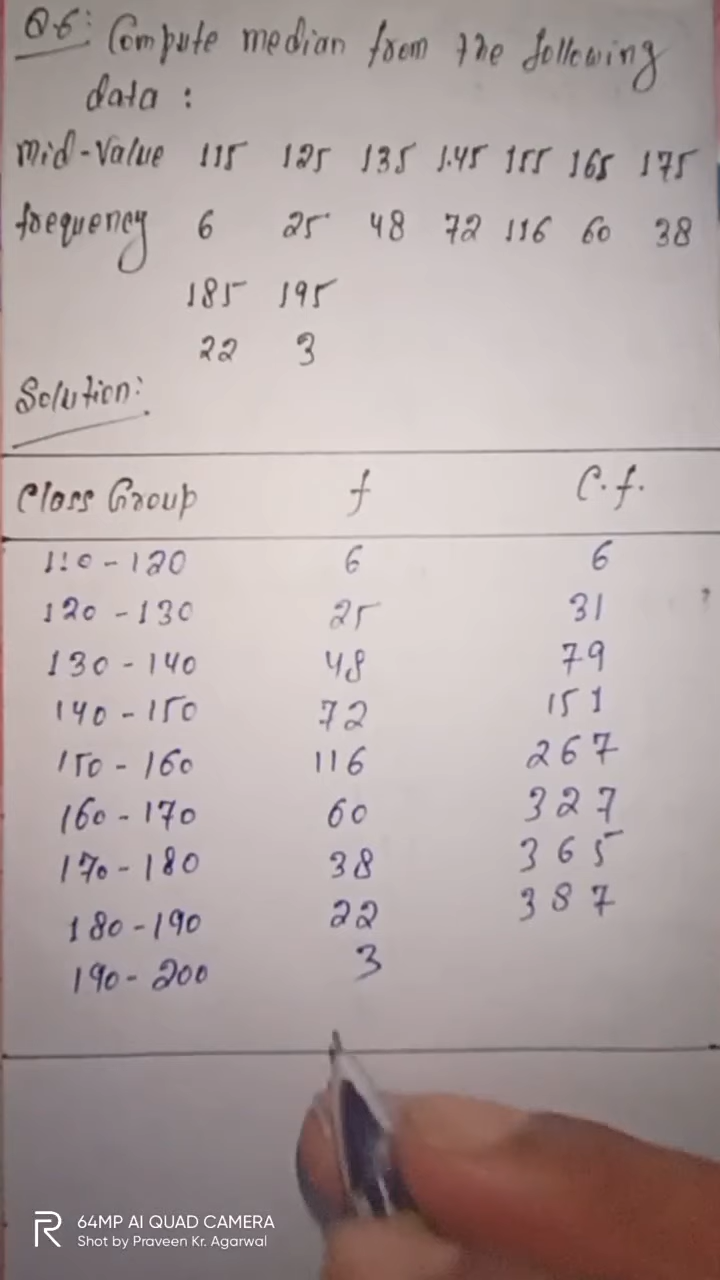 Q.6: Compute median from the following
data :
Mid-Value 115 125 135 145 155 165 175
frequency 6 25 48 72 116 60 38
185 195
22 3
Solution:
Class Group f C.f.
110 - 120 6 6
120 - 130 25 31
130 - 140 48 79
140 - 150 72 151
150 - 160 116 267
160 - 170 60 327
170 - 180 38 365
180 - 190 22 387
190 - 200 3
64MP AI QUAD CAMERA
Shot by Praveen Kr. Agarwal